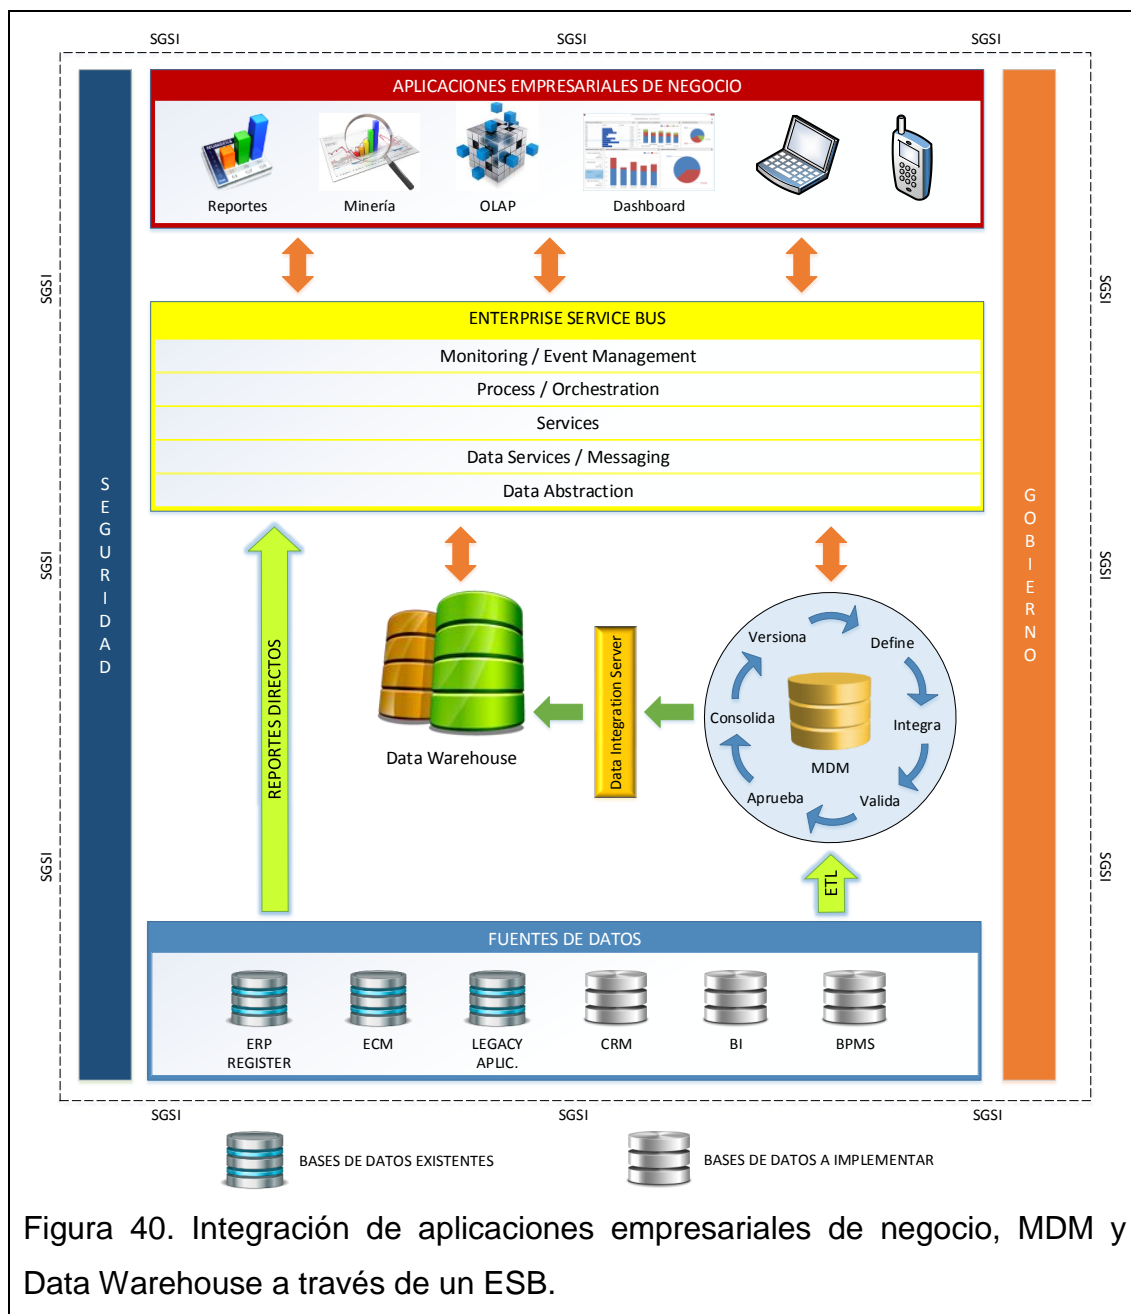 SGSI SGSI SGSI
APLICACIONES EMPRESARIALES DE NEGOCIO
Reportes Minería OLAP Dashboard
SGSI SGSI
ENTERPRISE SERVICE BUS
Monitoring / Event Management
Process / Orchestration
Services
Data Services / Messaging
Data Abstraction
SEGURIDAD
GOBIERNO
SGSI SGSI
REPORTES DIRECTOS
Data Warehouse
Data Integration Server
Versiona
Define
Consolida
Integra
MDM
Aprueba
Valida
ETL
SGSI SGSI
FUENTES DE DATOS
ERP
REGISTER
ECM
LEGACY
APLIC.
CRM
BI
BPMS
SGSI SGSI SGSI
BASES DE DATOS EXISTENTES
BASES DE DATOS A IMPLEMENTAR
Figura 40. Integración de aplicaciones empresariales de negocio, MDM y
Data Warehouse a través de un ESB.